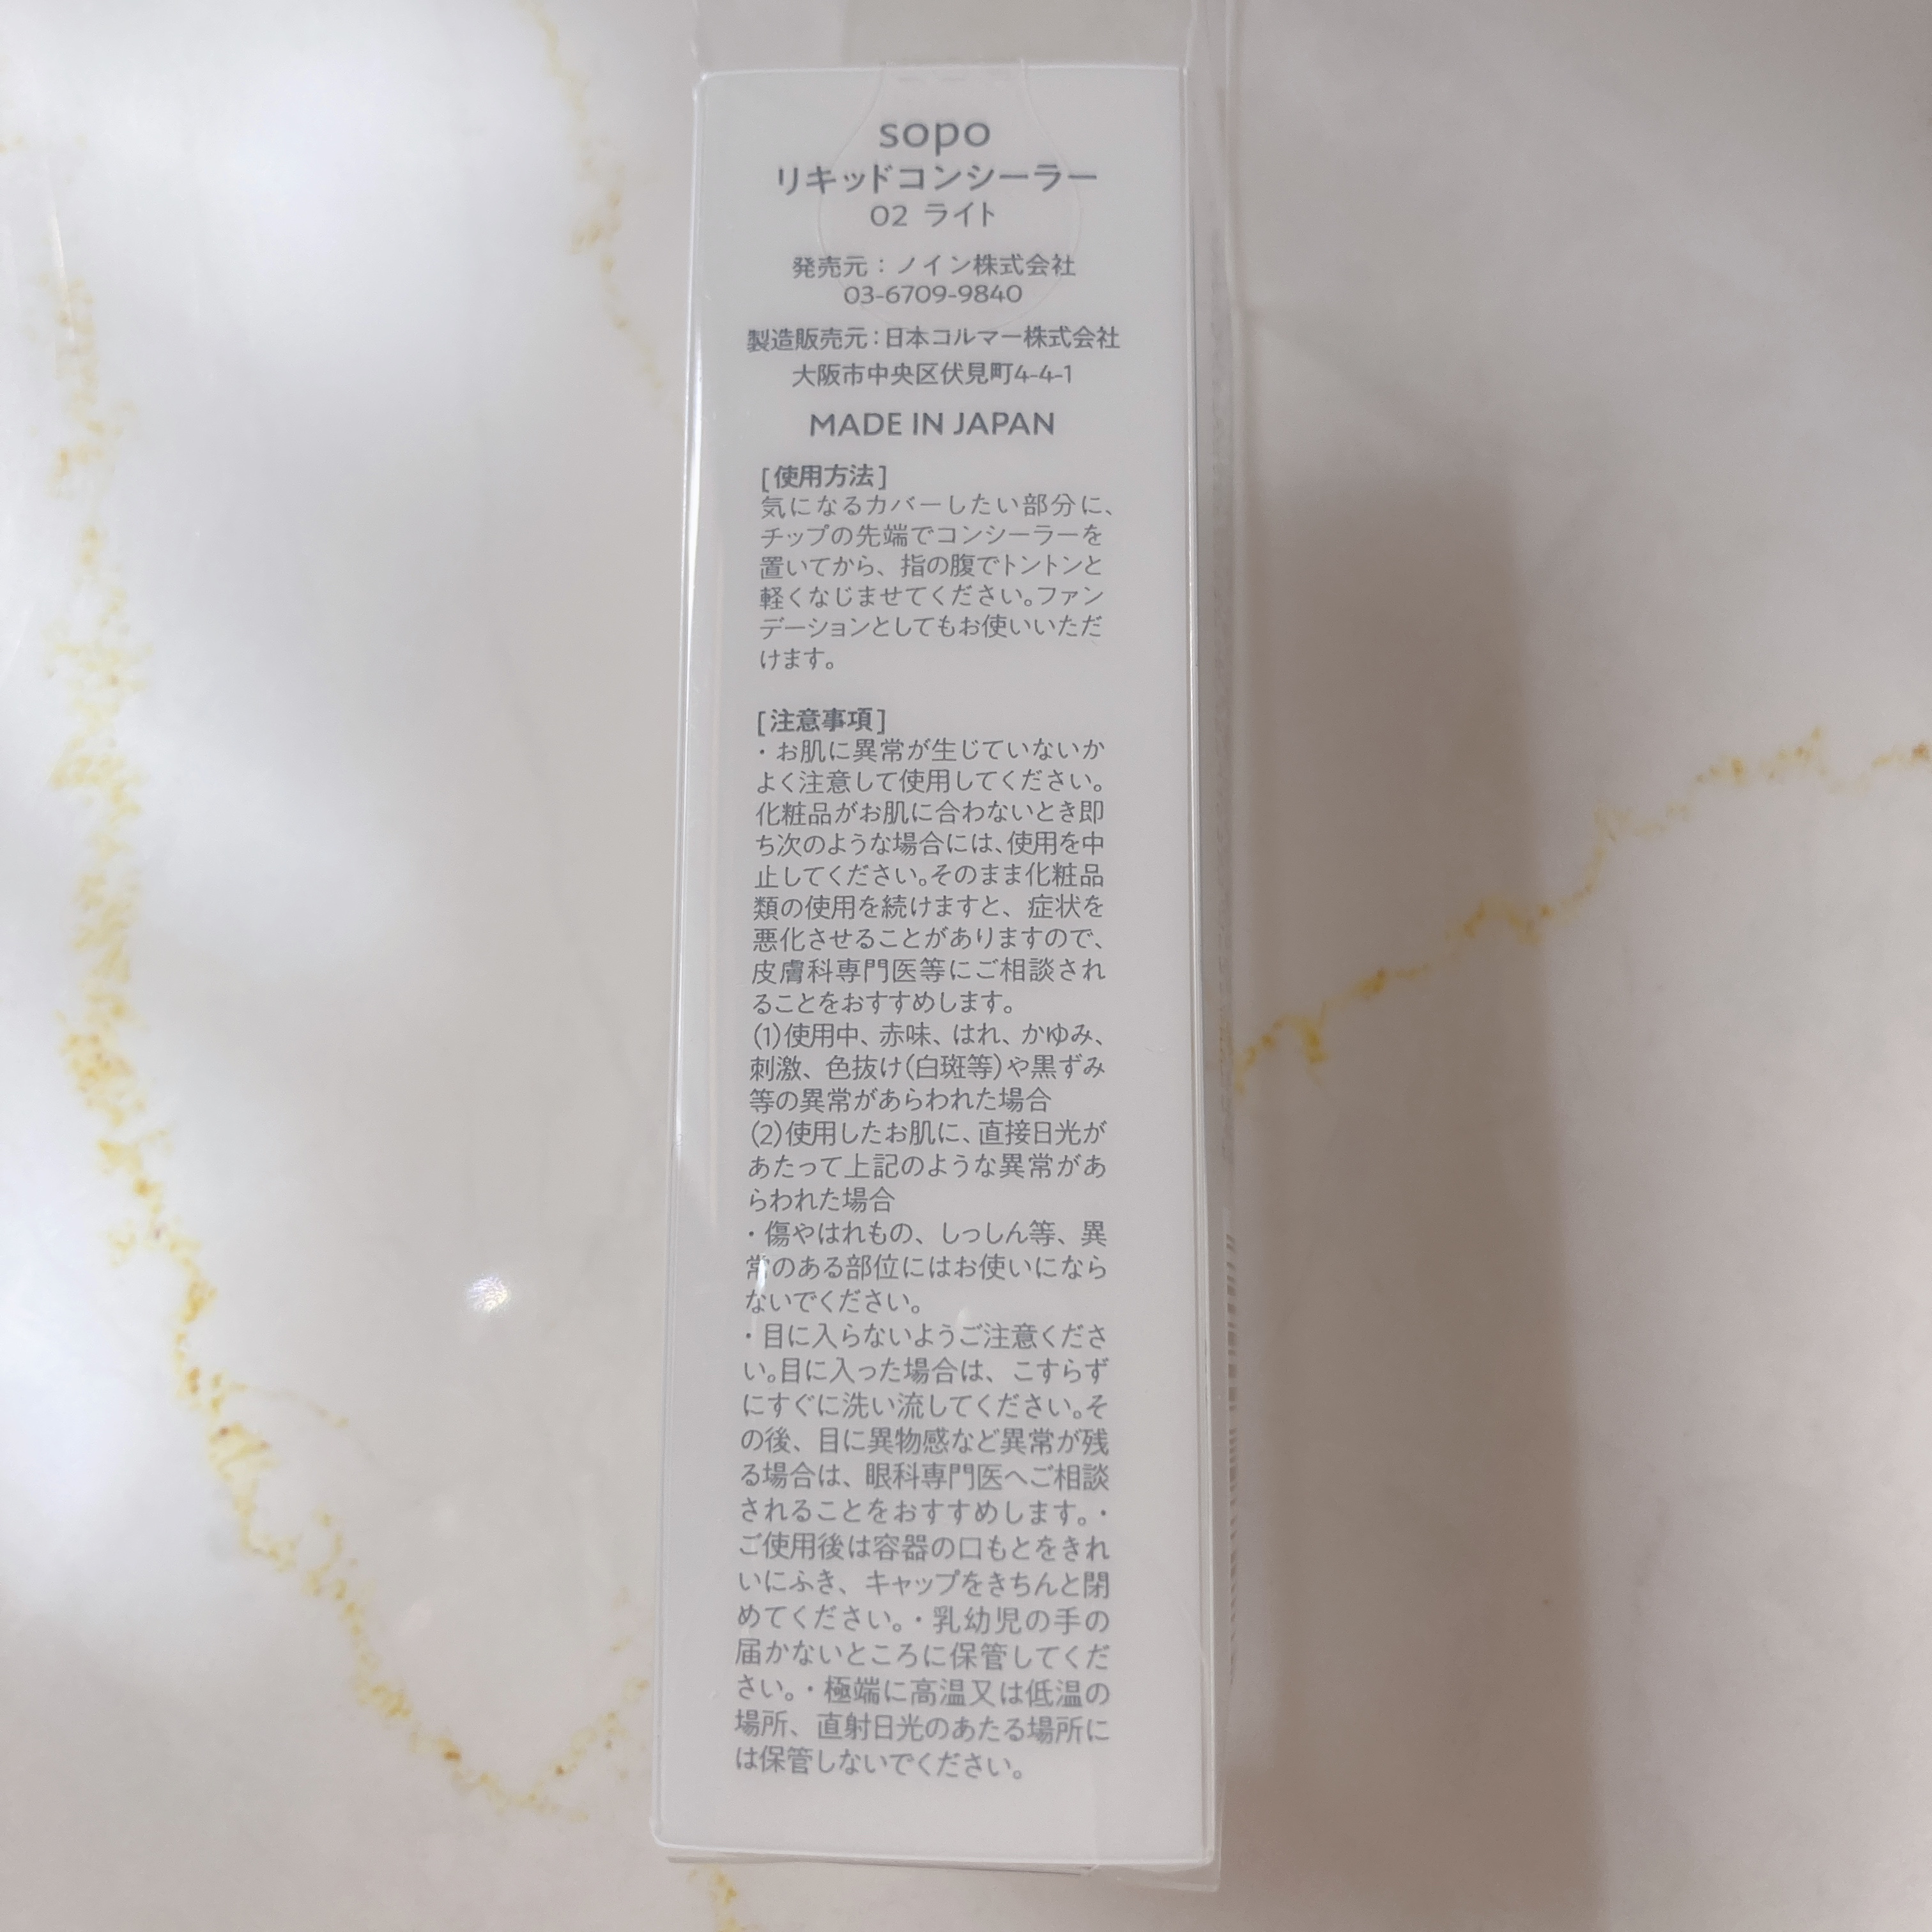 sopo
リキッドコンシーラー
02 ライト
発売元：ノイン株式会社
03-6709-9840
製造販売元：日本コルマー株式会社
大阪市中央区伏見町4-4-1
MADE IN JAPAN
[使用方法]
気になるカバーしたい部分に、
チップの先端でコンシーラーを
置いてから、指の腹でトントンと
軽くなじませてください。ファン
デーションとしてもお使いいただ
けます。
[注意事項]
・お肌に異常が生じていないか
よく注意して使用してください。
化粧品がお肌に合わないとき即
ち次のような場合には、使用を中
止してください。そのまま化粧品
類の使用を続けますと、症状を
悪化させることがありますので、
皮膚科専門医等にご相談され
ることをおすすめします。
(1)使用中、赤味、はれ、かゆみ、
刺激、色抜け(白斑等)や黒ずみ
等の異常があらわれた場合
(2)使用したお肌に、直接日光が
あたって上記のような異常があ
らわれた場合
・傷やはれもの、しっしん等、異
常のある部位にはお使いになら
ないでください。
・目に入らないようご注意くださ
い。目に入った場合は、こすらず
にすぐに洗い流してください。そ
の後、目に異物感など異常が残
る場合は、眼科専門医へご相談
されることをおすすめします。・
ご使用後は容器の口もとをきれ
いにふき、キャップをきちんと閉
めてください。・乳幼児の手の
届かないところに保管してくだ
さい。・極端に高温又は低温の
場所、直射日光のあたる場所に
は保管しないでください。